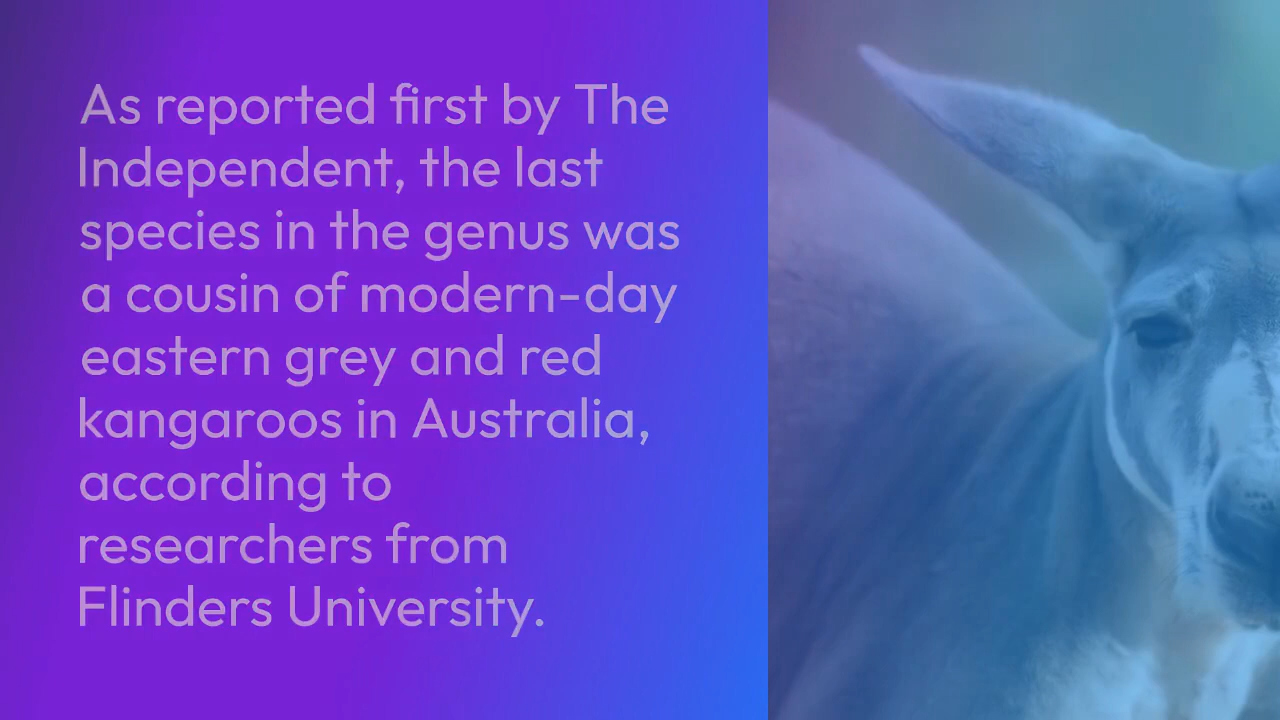 As reported first by The
Independent, the last
species in the genus was
a cousin of modern-day
eastern grey and red
kangaroos in Australia,
according to
researchers from
Flinders University.